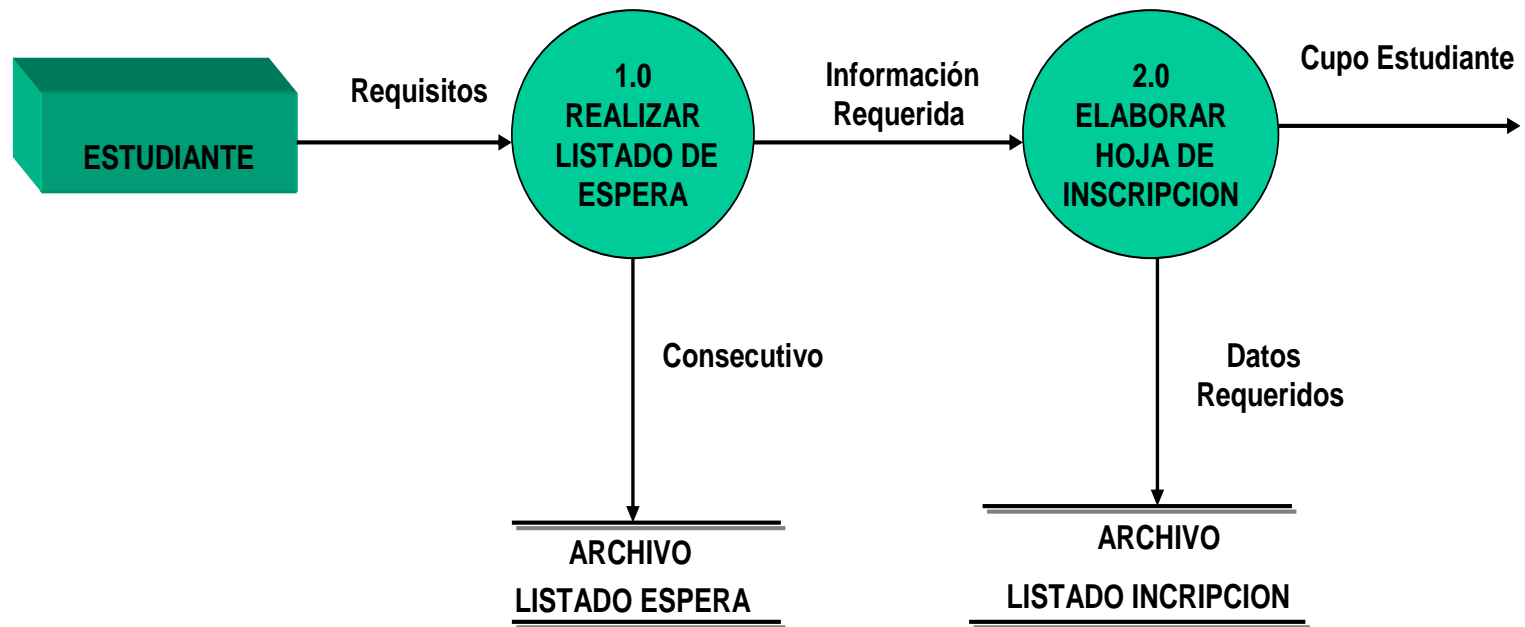 ESTUDIANTE
Requisitos
1.0
REALIZAR
LISTADO DE
ESPERA
Información
Requerida
2.0
ELABORAR
HOJA DE
INSCRIPCION
Cupo Estudiante
Consecutivo
Datos
Requeridos
ARCHIVO
LISTADO ESPERA
ARCHIVO
LISTADO INCRIPCION